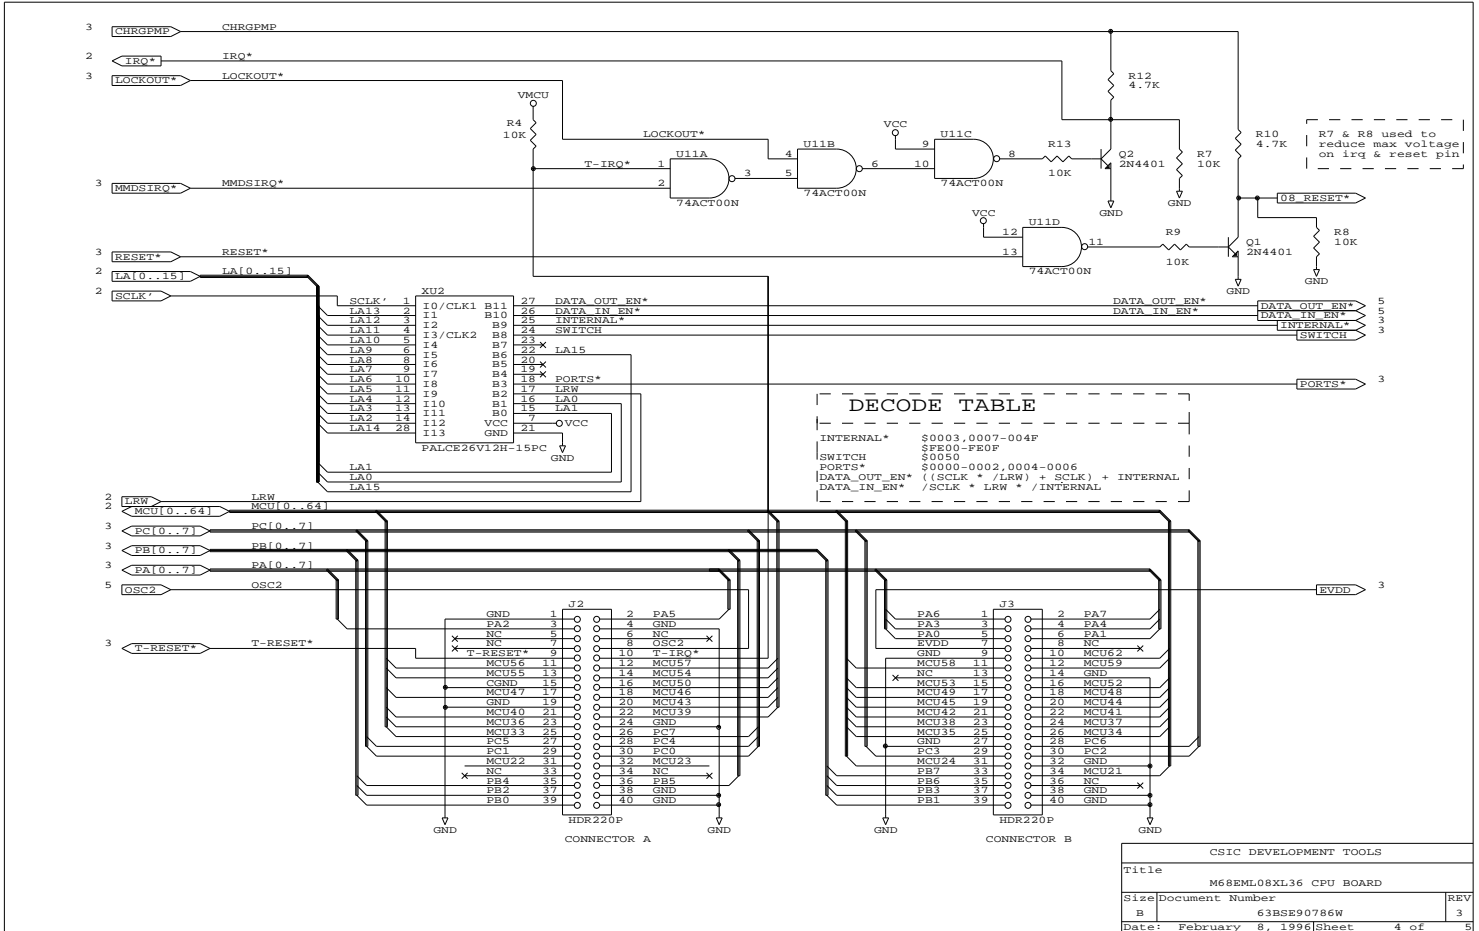 3 CHRGPMP CHRGPMP
2 IRQ* IRQ*
3 LOCKOUT* LOCKOUT*
R12
4.7K
VMCU
R4
10K
LOCKOUT*
VCC
U11C
9
10
8
74ACT00N
R13
10K
Q2
2N4401
R7
10K
GND
GND
R10
4.7K
R7 & R8 used to
reduce max voltage
on irq & reset pin
U11B
4
5
6
74ACT00N
T-IRQ*
U11A
1
2
3
74ACT00N
3 MMDSIRQ* MMDSIRQ*
08_RESET*
VCC
U11D
12
13
11
74ACT00N
R9
10K
Q1
2N4401
R8
10K
GND
GND
3 RESET* RESET*
2 LA[0..15] LA[0..15]
2 SCLK'
XU2
SCLK' 1 I0/CLK1 B11 27 DATA_OUT_EN* DATA_OUT_EN* DATA_OUT_EN* 5
LA13 2 I1 B10 26 DATA_IN_EN* DATA_IN_EN* DATA_IN_EN* 5
LA12 3 I2 B9 25 INTERNAL* INTERNAL* 3
LA11 4 I3/CLK2 B8 24 SWITCH SWITCH 3
LA10 5 I4 B7 23
LA9 6 I5 B6 22 LA15
LA8 8 I6 B5 20
LA7 9 I7 B4 19
LA6 10 I8 B3 18 PORTS* PORTS* 3
LA5 11 I9 B2 17 LRW
LA4 12 I10 B1 16 LA0
LA3 13 I11 B0 15 LA1
LA2 14 I12 VCC 7 VCC
LA14 28 I13 GND 21
PALCE26V12H-15PC
GND
LA1
LA0
LA15
DECODE TABLE
INTERNAL* $0003,0007-004F
$FE00-FE0F
SWITCH $0050
PORTS* $0000-0002,0004-0006
DATA_OUT_EN* ((SCLK * /LRW) + SCLK) + INTERNAL
DATA_IN_EN* /SCLK * LRW * /INTERNAL
2 LRW LRW
2 MCU[0..64] MCU[0..64]
3 PC[0..7] PC[0..7]
3 PB[0..7] PB[0..7]
3 PA[0..7] PA[0..7]
5 OSC2 OSC2
EVDD 3
3 T-RESET* T-RESET*
J2
GND 1 2 PA5
PA2 3 4 GND
NC 5 6 NC
NC 7 8 OSC2
T-RESET* 9 10 T-IRQ*
MCU56 11 12 MCU57
MCU55 13 14 MCU54
CGND 15 16 MCU50
MCU47 17 18 MCU46
GND 19 20 MCU43
MCU40 21 22 MCU39
MCU36 23 24 GND
MCU33 25 26 PC7
PC5 27 28 PC4
PC1 29 30 PC0
MCU22 31 32 MCU23
NC 33 34 NC
PB4 35 36 PB5
PB2 37 38 GND
PB0 39 40 GND
HDR220P
GND
GND
CONNECTOR A
J3
PA6 1 2 PA7
PA3 3 4 PA4
PA0 5 6 PA1
EVDD 7 8 NC
GND 9 10 MCU62
MCU58 11 12 MCU59
NC 13 14 GND
MCU53 15 16 MCU52
MCU49 17 18 MCU48
MCU45 19 20 MCU44
MCU42 21 22 MCU41
MCU38 23 24 MCU37
MCU35 25 26 MCU34
GND 27 28 PC6
PC3 29 30 PC2
MCU24 31 32 GND
PB7 33 34 MCU21
PB6 35 36 NC
PB3 37 38 GND
PB1 39 40 GND
HDR220P
GND
GND
CONNECTOR B
CSIC DEVELOPMENT TOOLS
Title
M68EML08XL36 CPU BOARD
Size Document Number REV
B 63BSE90786W 3
Date: February 8, 1996 Sheet 4 of 5